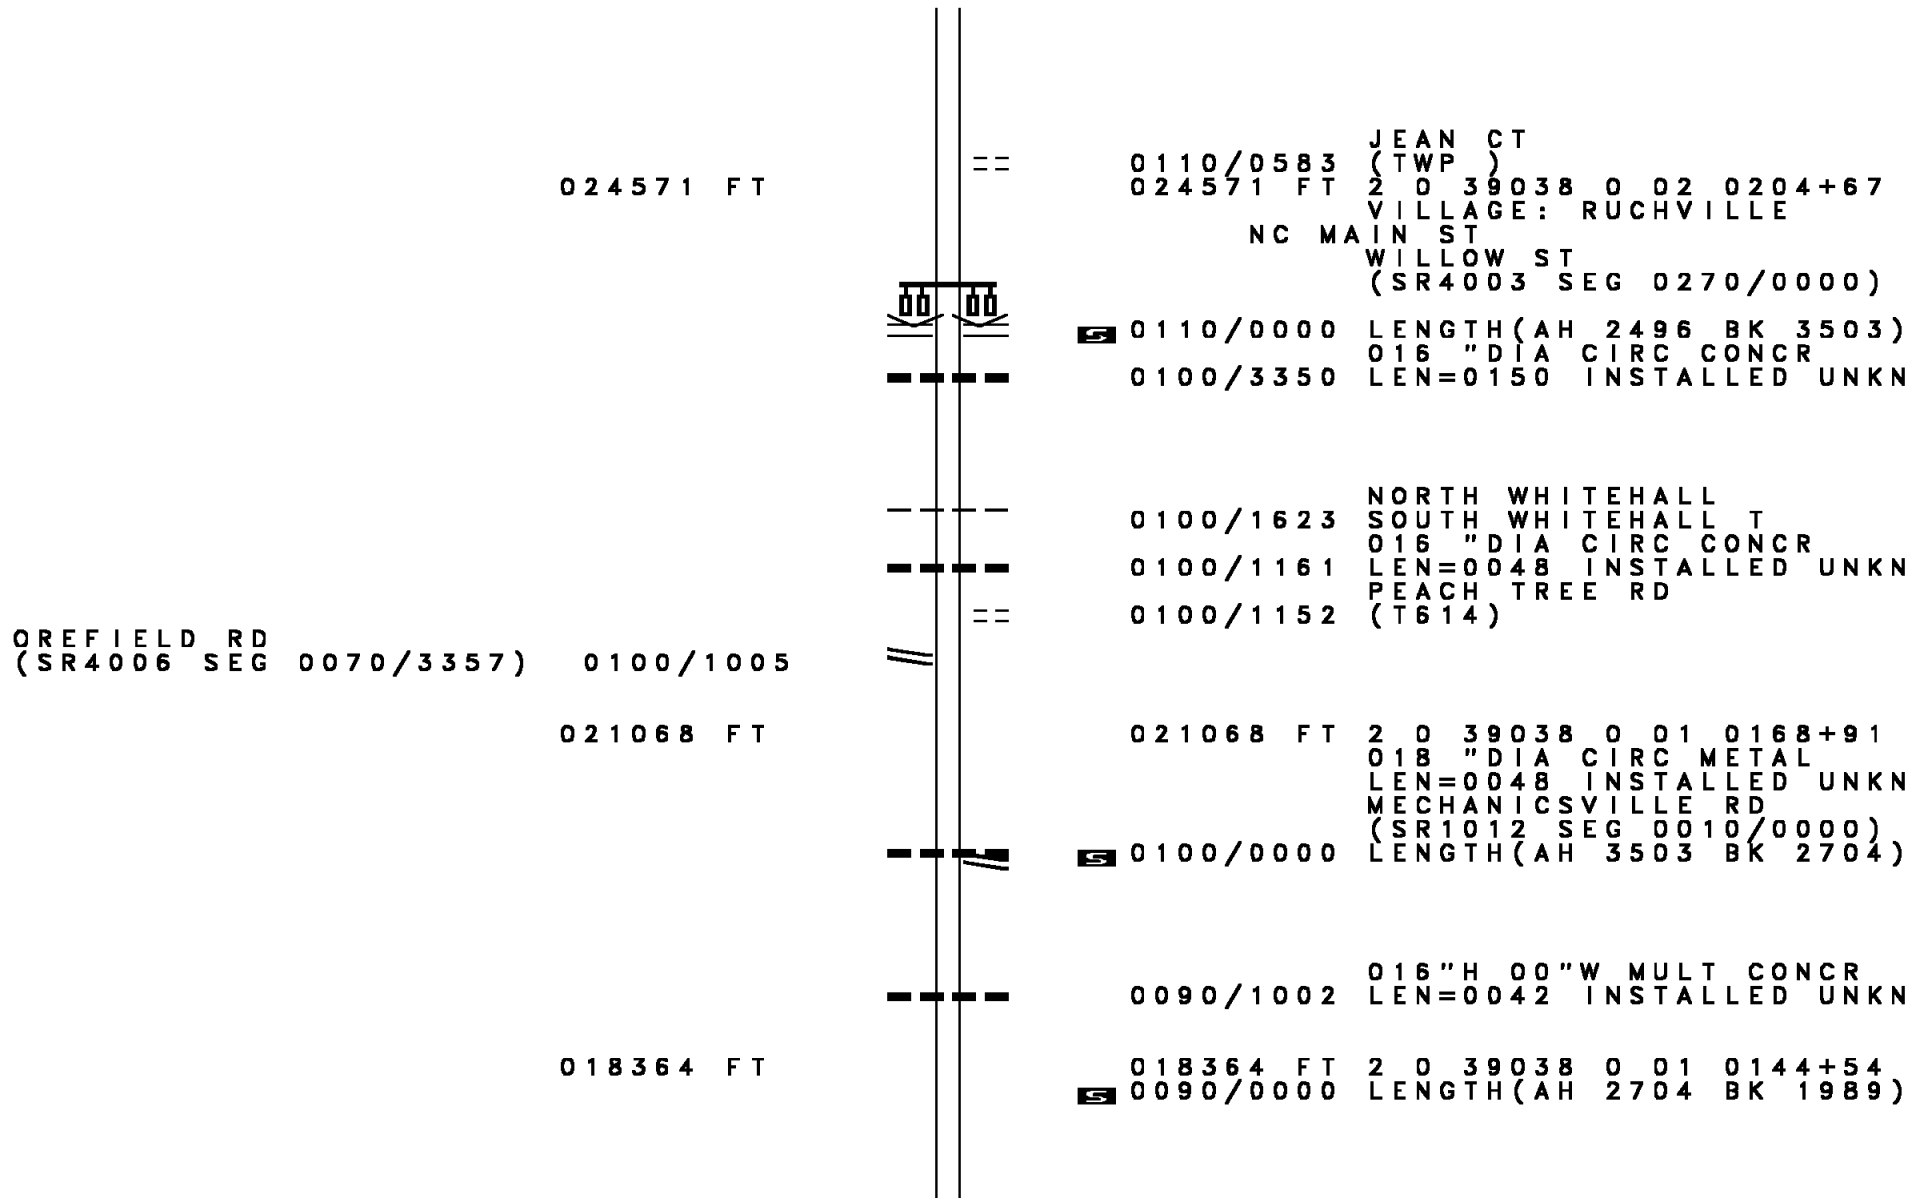 JEAN CT
0110/0583 (TWP )
024571 FT 024571 FT 2 0 39038 0 02 0204+67
VILLAGE: RUCHVILLE
NC MAIN ST
WILLOW ST
(SR4003 SEG 0270/0000)
S 0110/0000 LENGTH(AH 2496 BK 3503)
016 "DIA CIRC CONCR
0100/3350 LEN=0150 INSTALLED UNKN
NORTH WHITEHALL
0100/1623 SOUTH WHITEHALL T
016 "DIA CIRC CONCR
0100/1161 LEN=0048 INSTALLED UNKN
PEACH TREE RD
0100/1152 (T614)
OREFIELD RD
(SR4006 SEG 0070/3357) 0100/1005
021068 FT 021068 FT 2 0 39038 0 01 0168+91
018 "DIA CIRC METAL
LEN=0048 INSTALLED UNKN
MECHANICSVILLE RD
(SR1012 SEG 0010/0000)
S 0100/0000 LENGTH(AH 3503 BK 2704)
016"H 00"W MULT CONCR
0090/1002 LEN=0042 INSTALLED UNKN
018364 FT 018364 FT 2 0 39038 0 01 0144+54
S 0090/0000 LENGTH(AH 2704 BK 1989)